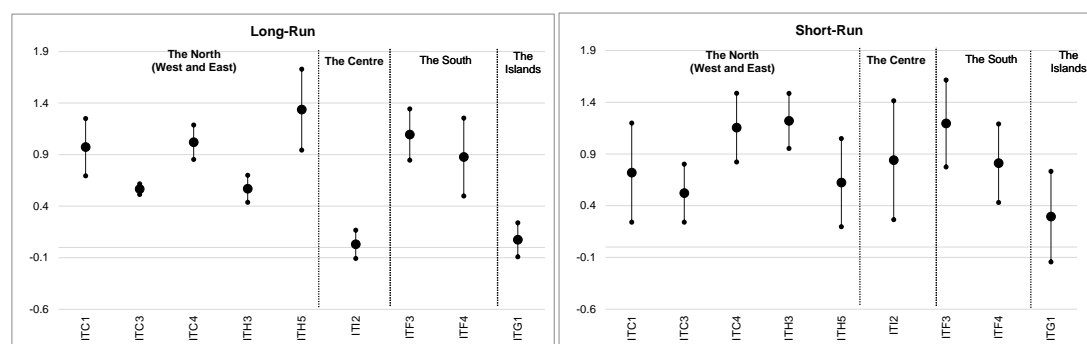 Long-Run
The North
(West and East)
The Centre
The South
The
Islands
1.9
1.4
0.9
0.4
-0.1
-0.6
ITC1
ITC3
ITC4
ITH3
ITH5
ITI2
ITF3
ITF4
ITG1
Short-Run
The North
(West and East)
The Centre
The South
The
Islands
1.9
1.4
0.9
0.4
-0.1
-0.6
ITC1
ITC3
ITC4
ITH3
ITH5
ITI2
ITF3
ITF4
ITG1